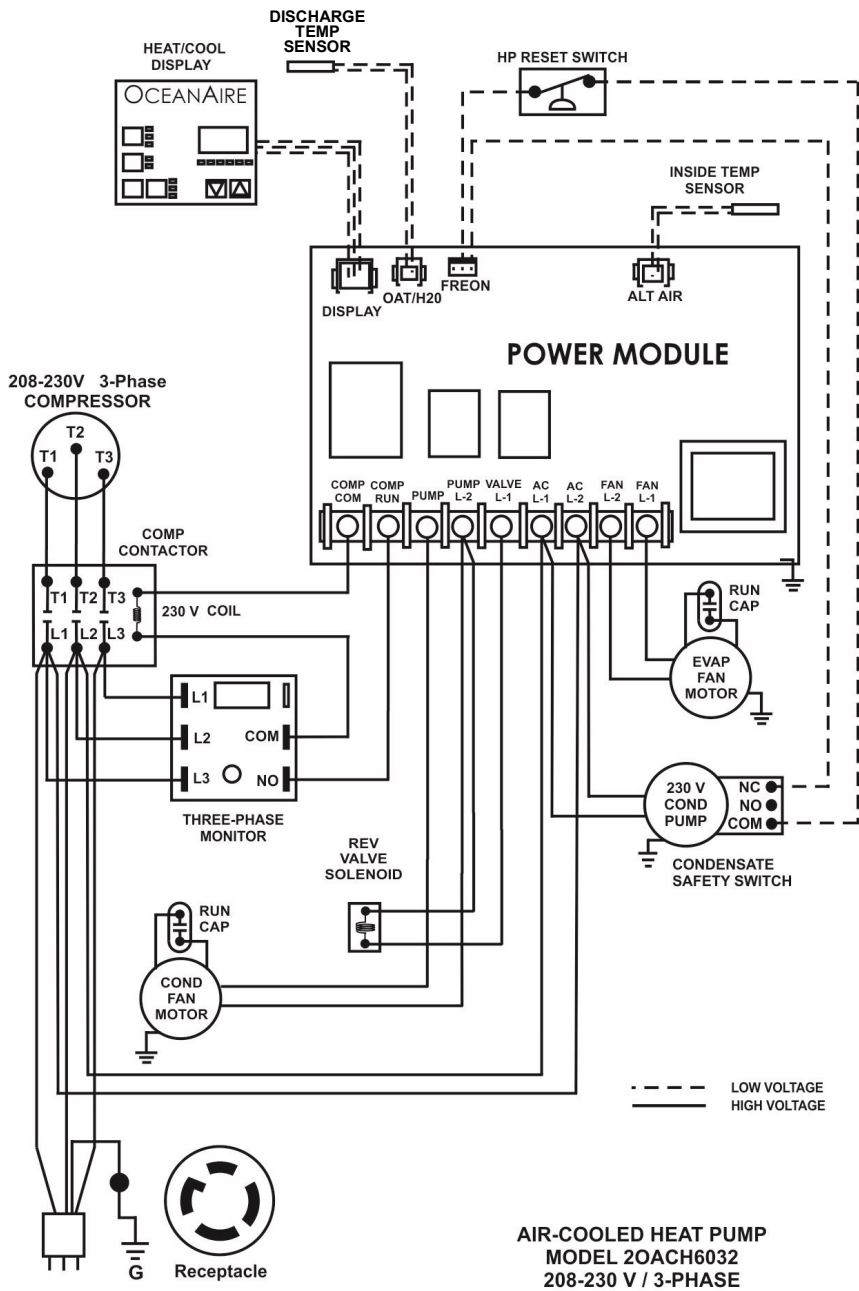 DISCHARGE
TEMP
SENSOR
HEAT/COOL
DISPLAY
HP RESET SWITCH
OCEANAIRE
INSIDE TEMP
SENSOR
DISPLAY
OAT/H20
FREON
ALT AIR
POWER MODULE
208-230V 3-Phase
COMPRESSOR
T1
T2
T3
COMP
COM
COMP
RUN
PUMP
PUMP
L-2
VALVE
L-1
AC
L-1
AC
L-2
FAN
L-2
FAN
L-1
COMP
CONTACTOR
T1
T2
T3
230 V COIL
L1
L2
L3
RUN
CAP
EVAP
FAN
MOTOR
L1
L2
COM
L3
NO
THREE-PHASE
MONITOR
230 V
COND
PUMP
NC
NO
COM
CONDENSATE
SAFETY SWITCH
REV
VALVE
SOLENOID
RUN
CAP
COND
FAN
MOTOR
LOW VOLTAGE
HIGH VOLTAGE
G
Receptacle
AIR-COOLED HEAT PUMP
MODEL 2OACH6032
208-230 V / 3-PHASE